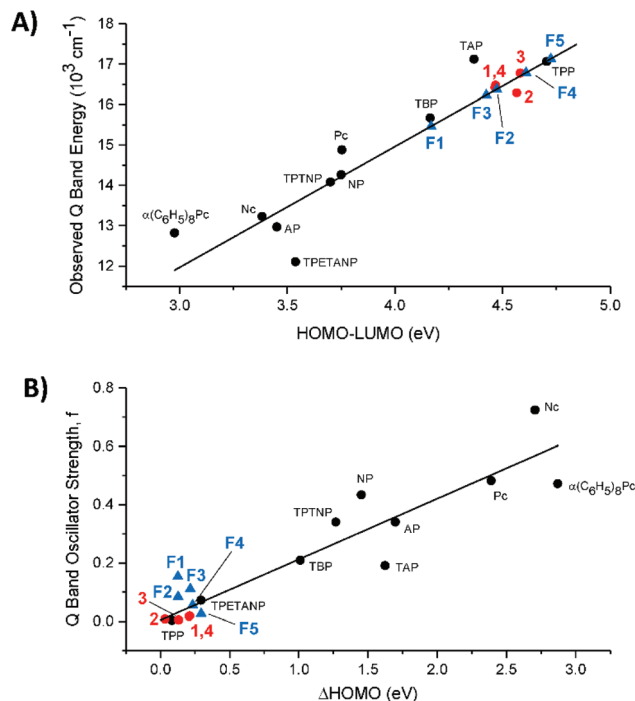 A)
Observed Q Band Energy (10³ cm⁻¹)
18
17
16
15
14
13
12
3.0
3.5
4.0
4.5
5.0
HOMO-LUMO (eV)
α(C₆H₅)₈Pc
Nc
AP
TPETANP
TPTNP
NP
Pc
TBP
F1
TAP
1,4
3
F5
TPP
F4
2
F3
F2
B)
Q Band Oscillator Strength, f
0.8
0.6
0.4
0.2
0.0
0.0
0.5
1.0
1.5
2.0
2.5
3.0
ΔHOMO (eV)
Nc
α(C₆H₅)₈Pc
Pc
NP
TPTNP
AP
TAP
TBP
F4
F1
F3
F2
TPETANP
3
2
1,4
F5
TPP